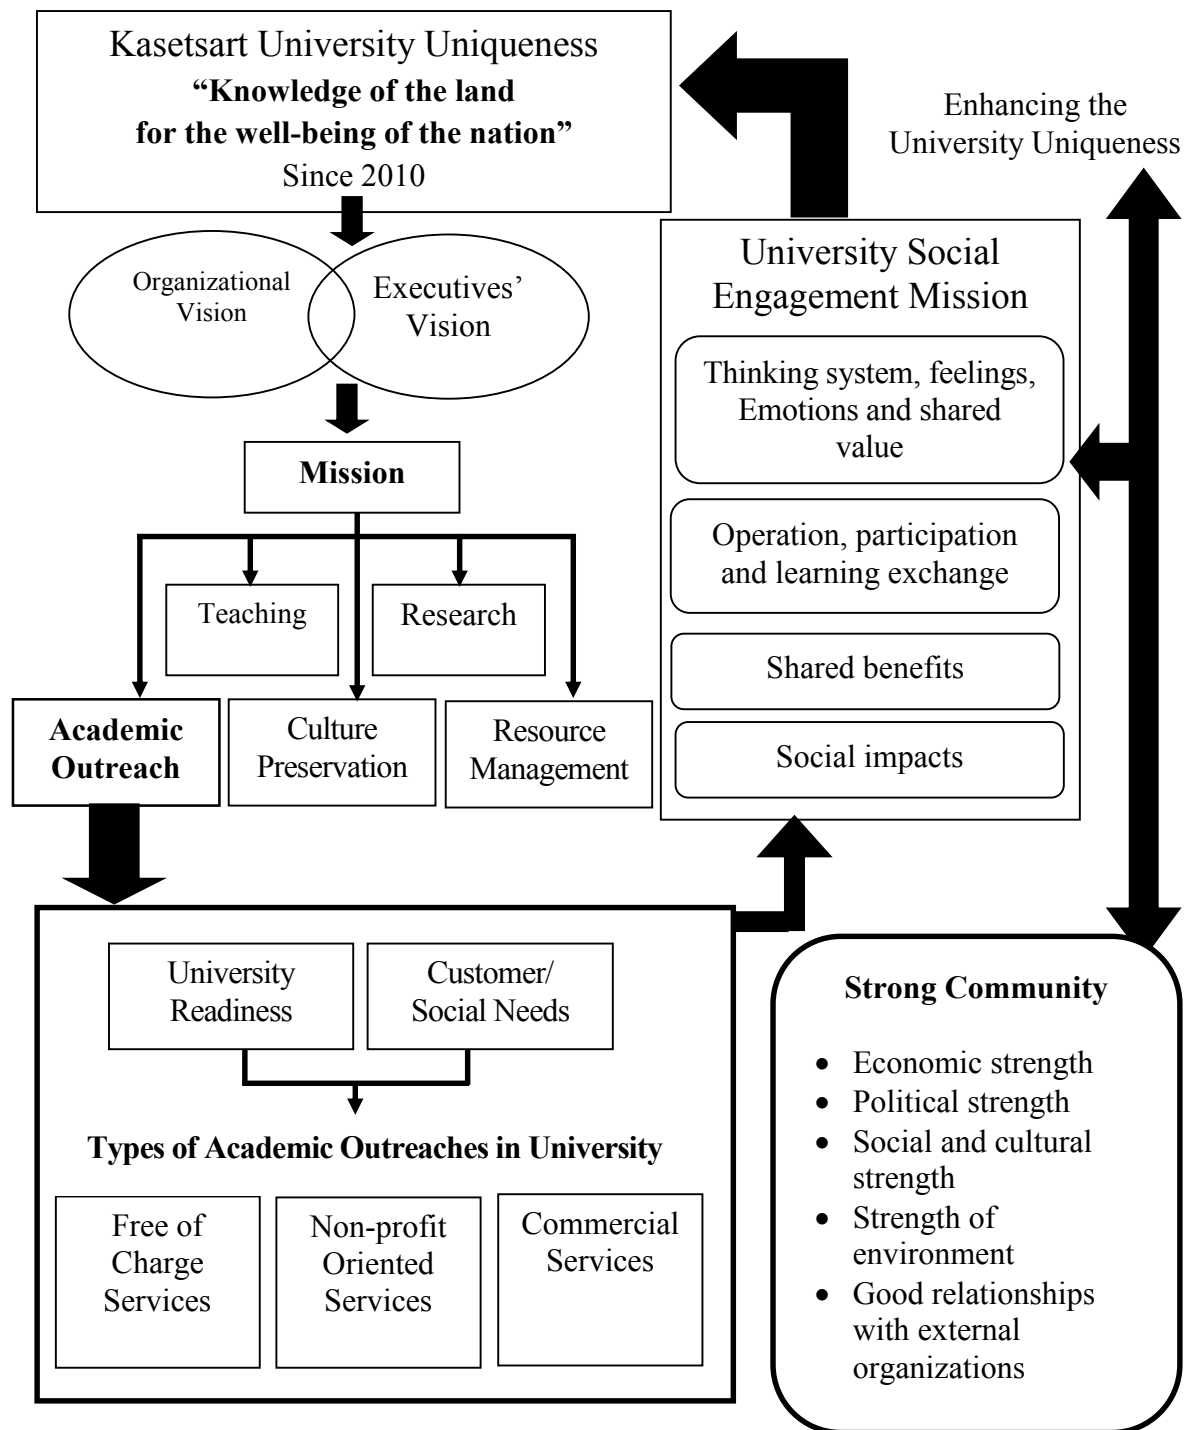 Kasetsart University Uniqueness
“Knowledge of the land
for the well-being of the nation”
Since 2010
Enhancing the
University Uniqueness
Organizational
Vision
Executives’
Vision
Mission
Teaching
Research
Academic
Outreach
Culture
Preservation
Resource
Management
University Social
Engagement Mission
Thinking system, feelings,
Emotions and shared
value
Operation, participation
and learning exchange
Shared benefits
Social impacts
University
Readiness
Customer/
Social Needs
Types of Academic Outreaches in University
Free of
Charge
Services
Non-profit
Oriented
Services
Commercial
Services
Strong Community
• Economic strength
• Political strength
• Social and cultural
strength
• Strength of
environment
• Good relationships
with external
organizations